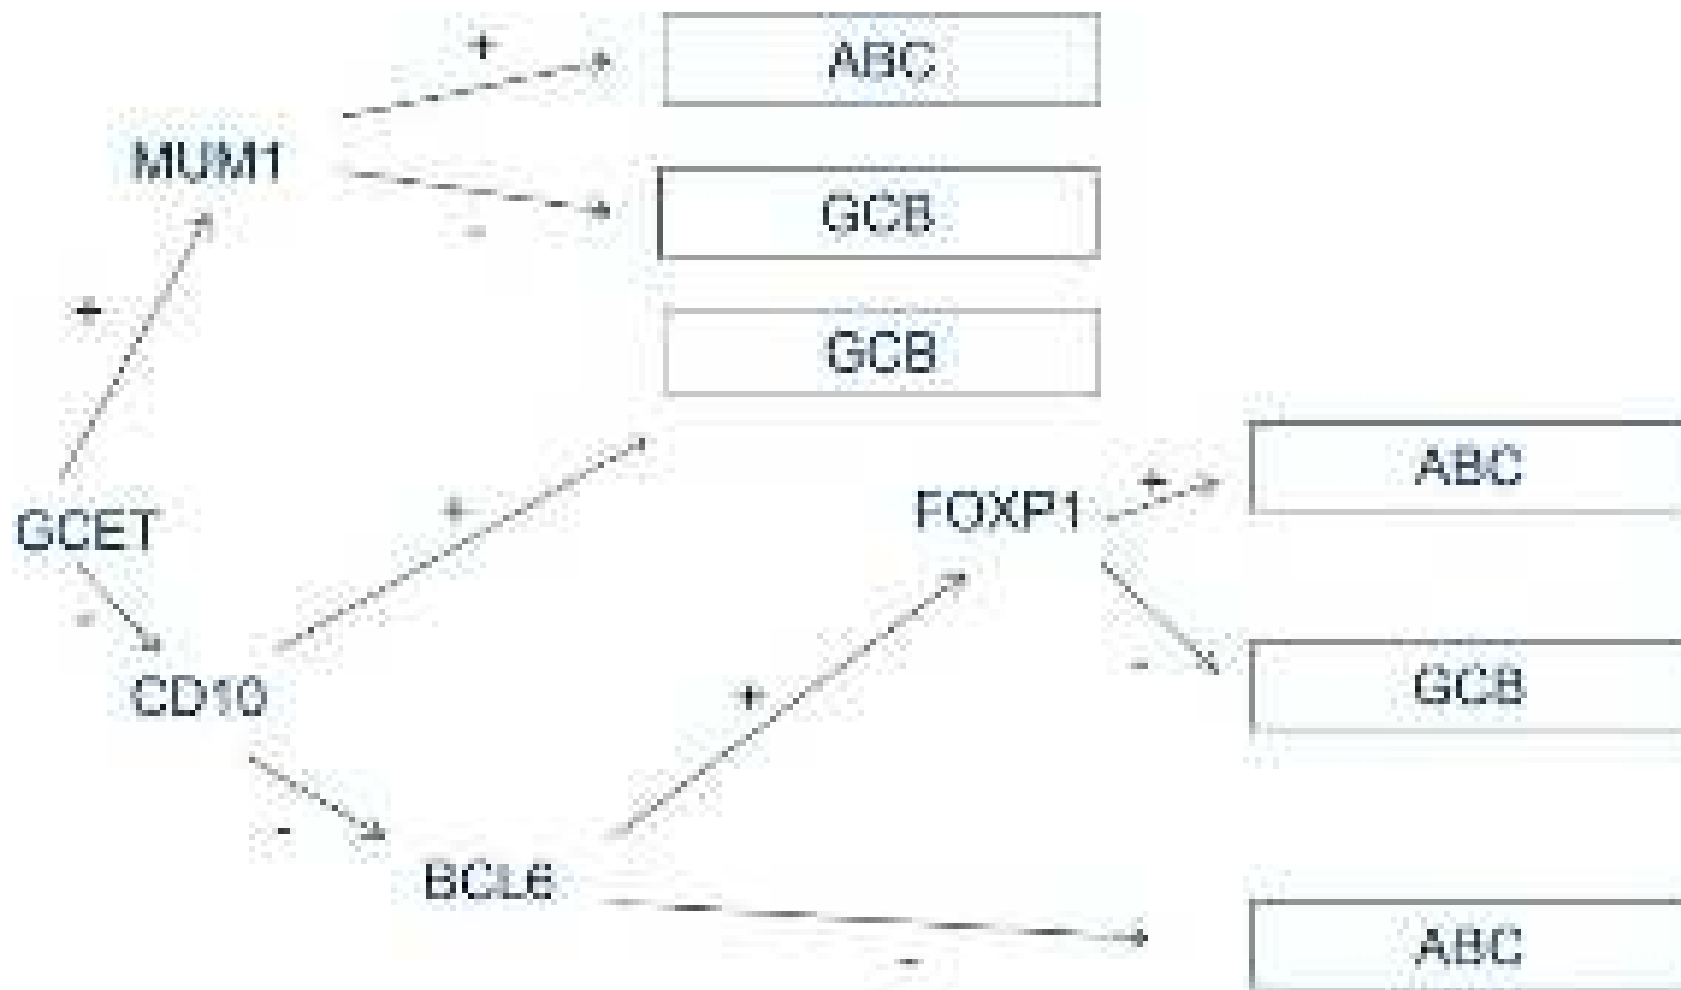 +
ABC
MUM1
GCB
-
+
GCB
ABC
+
+
FOXP1
GCET
-
CD10
+
-
GCB
-
BCL6
ABC
-